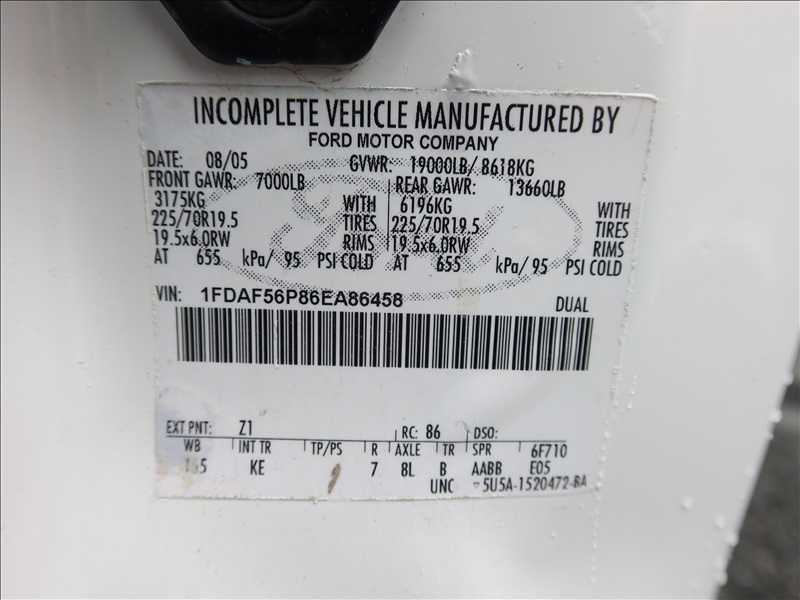 INCOMPLETE VEHICLE MANUFACTURED BY
FORD MOTOR COMPANY
DATE: 08/05 GVWR: 19000LB/ 8618KG
FRONT GAWR: 7000LB REAR GAWR: 13660LB
3175KG WITH 6196KG WITH
225/70R19.5 TIRES 225/70R19.5 TIRES
19.5x6.0RW RIMS 19.5x6.0RW RIMS
AT 655 kPa/ 95 PSI COLD AT 655 kPa/ 95 PSI COLD
VIN: 1FDAF56P86EA86458 DUAL
EXT PNT: Z1 RC: 86 DSO:
WB INT TR TP/PS R AXLE TR SPR 6F710
KE 7 8L B AABB E05
UNC 5U5A-1520472-BA